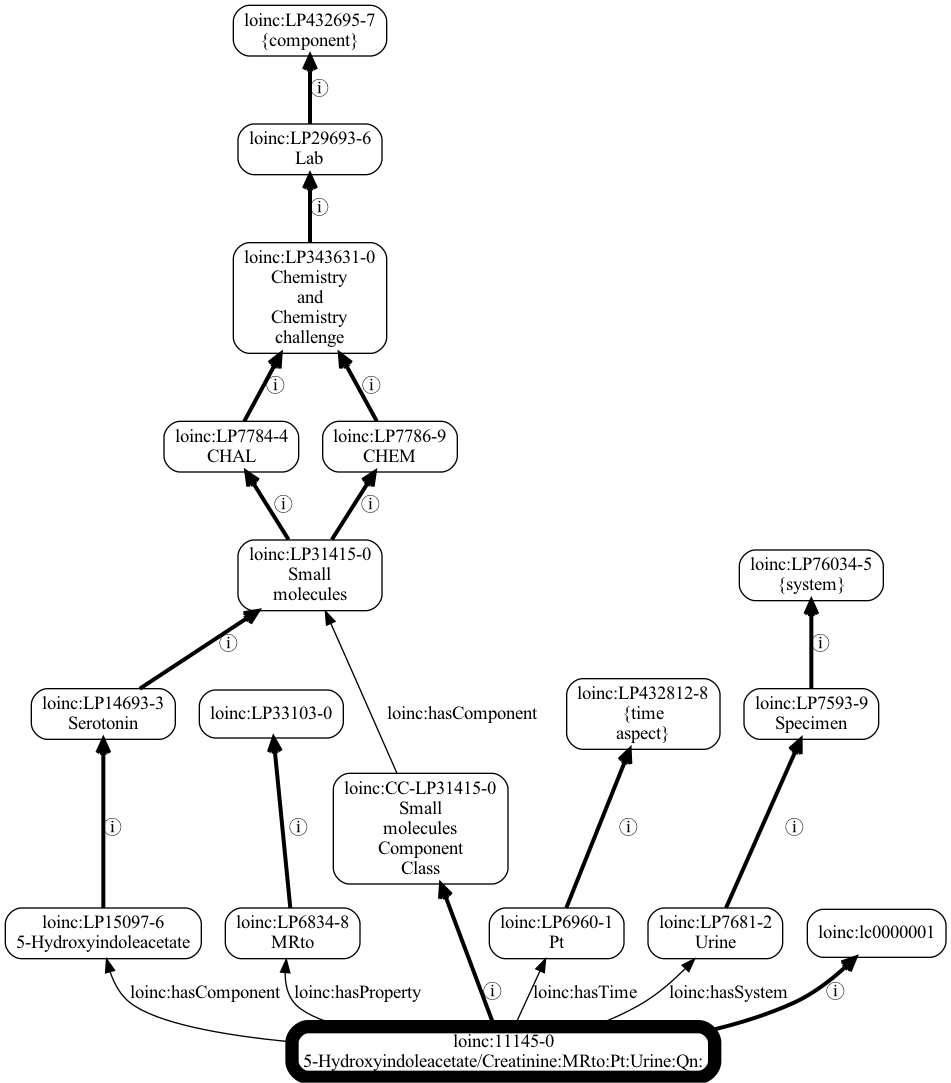 loinc:LP432695-7
{component}
ⓘ
loinc:LP29693-6
Lab
ⓘ
loinc:LP343631-0
Chemistry
and
Chemistry
challenge
ⓘ
ⓘ
loinc:LP7784-4
CHAL
loinc:LP7786-9
CHEM
ⓘ
ⓘ
loinc:LP31415-0
Small
molecules
loinc:LP76034-5
{system}
ⓘ
ⓘ
loinc:LP14693-3
Serotonin
loinc:LP33103-0
loinc:hasComponent
loinc:LP432812-8
{time
aspect}
loinc:LP7593-9
Specimen
ⓘ
ⓘ
loinc:CC-LP31415-0
Small
molecules
Component
Class
ⓘ
ⓘ
loinc:LP15097-6
5-Hydroxyindoleacetate
loinc:LP6834-8
MRto
loinc:LP6960-1
Pt
loinc:LP7681-2
Urine
loinc:lc0000001
loinc:hasComponent
loinc:hasProperty
ⓘ
loinc:hasTime
loinc:hasSystem
ⓘ
loinc:11145-0
5-Hydroxyindoleacetate/Creatinine:MRto:Pt:Urine:Qn: